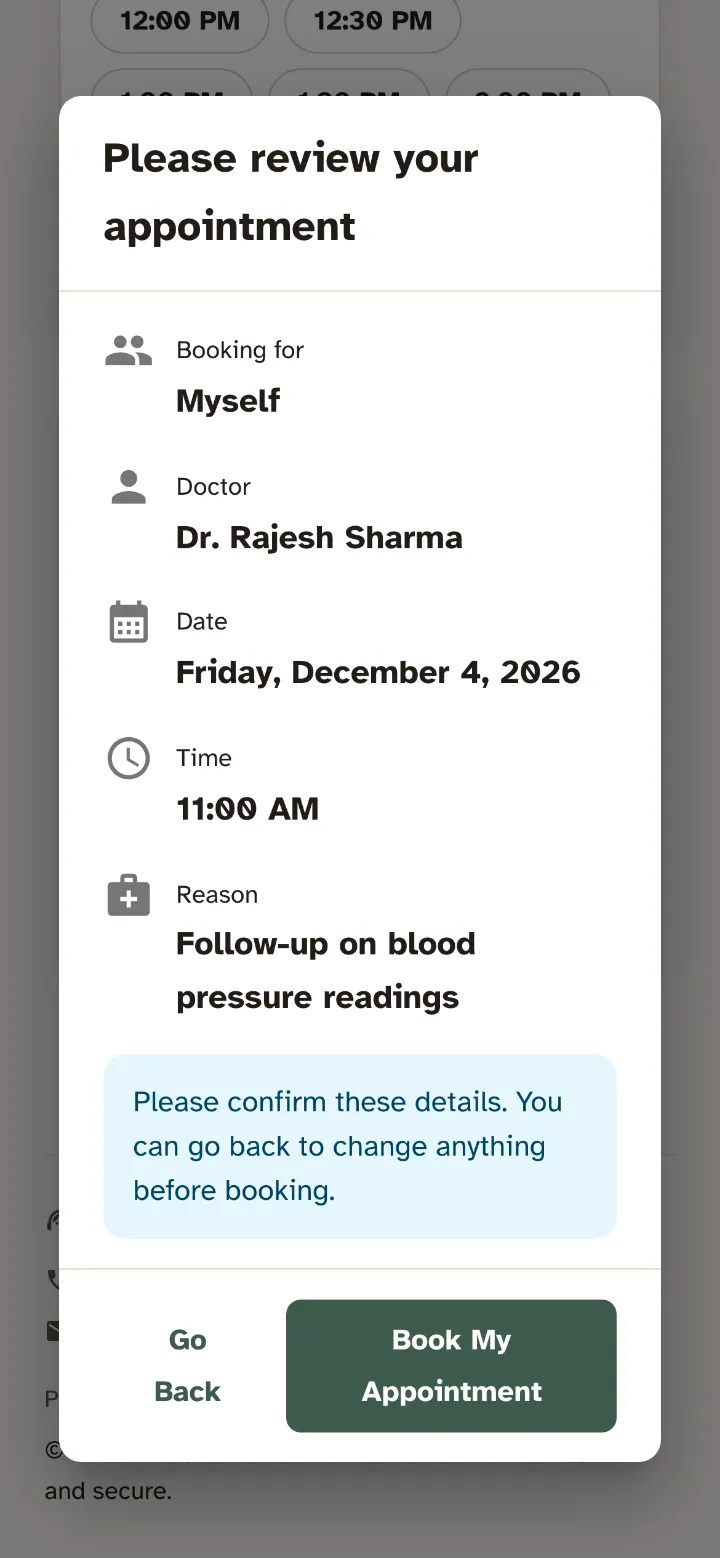 12:00 PM 12:30 PM
Please review your
appointment
Booking for
Myself
Doctor
Dr. Rajesh Sharma
Date
Friday, December 4, 2026
Time
11:00 AM
Reason
Follow-up on blood
pressure readings
Please confirm these details. You
can go back to change anything
before booking.
Go
Back
Book My
Appointment
P
©
and secure.